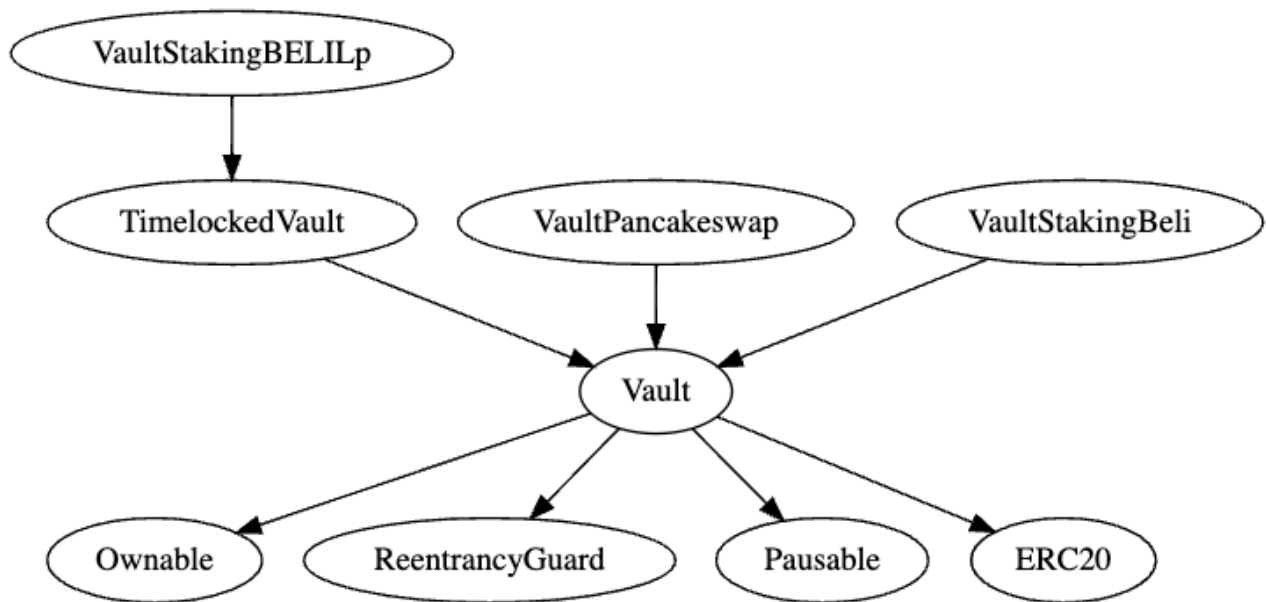 VaultStakingBELILp
TimelockedVault
VaultPancakeswap
VaultStakingBeli
Vault
Ownable
ReentrancyGuard
Pausable
ERC20